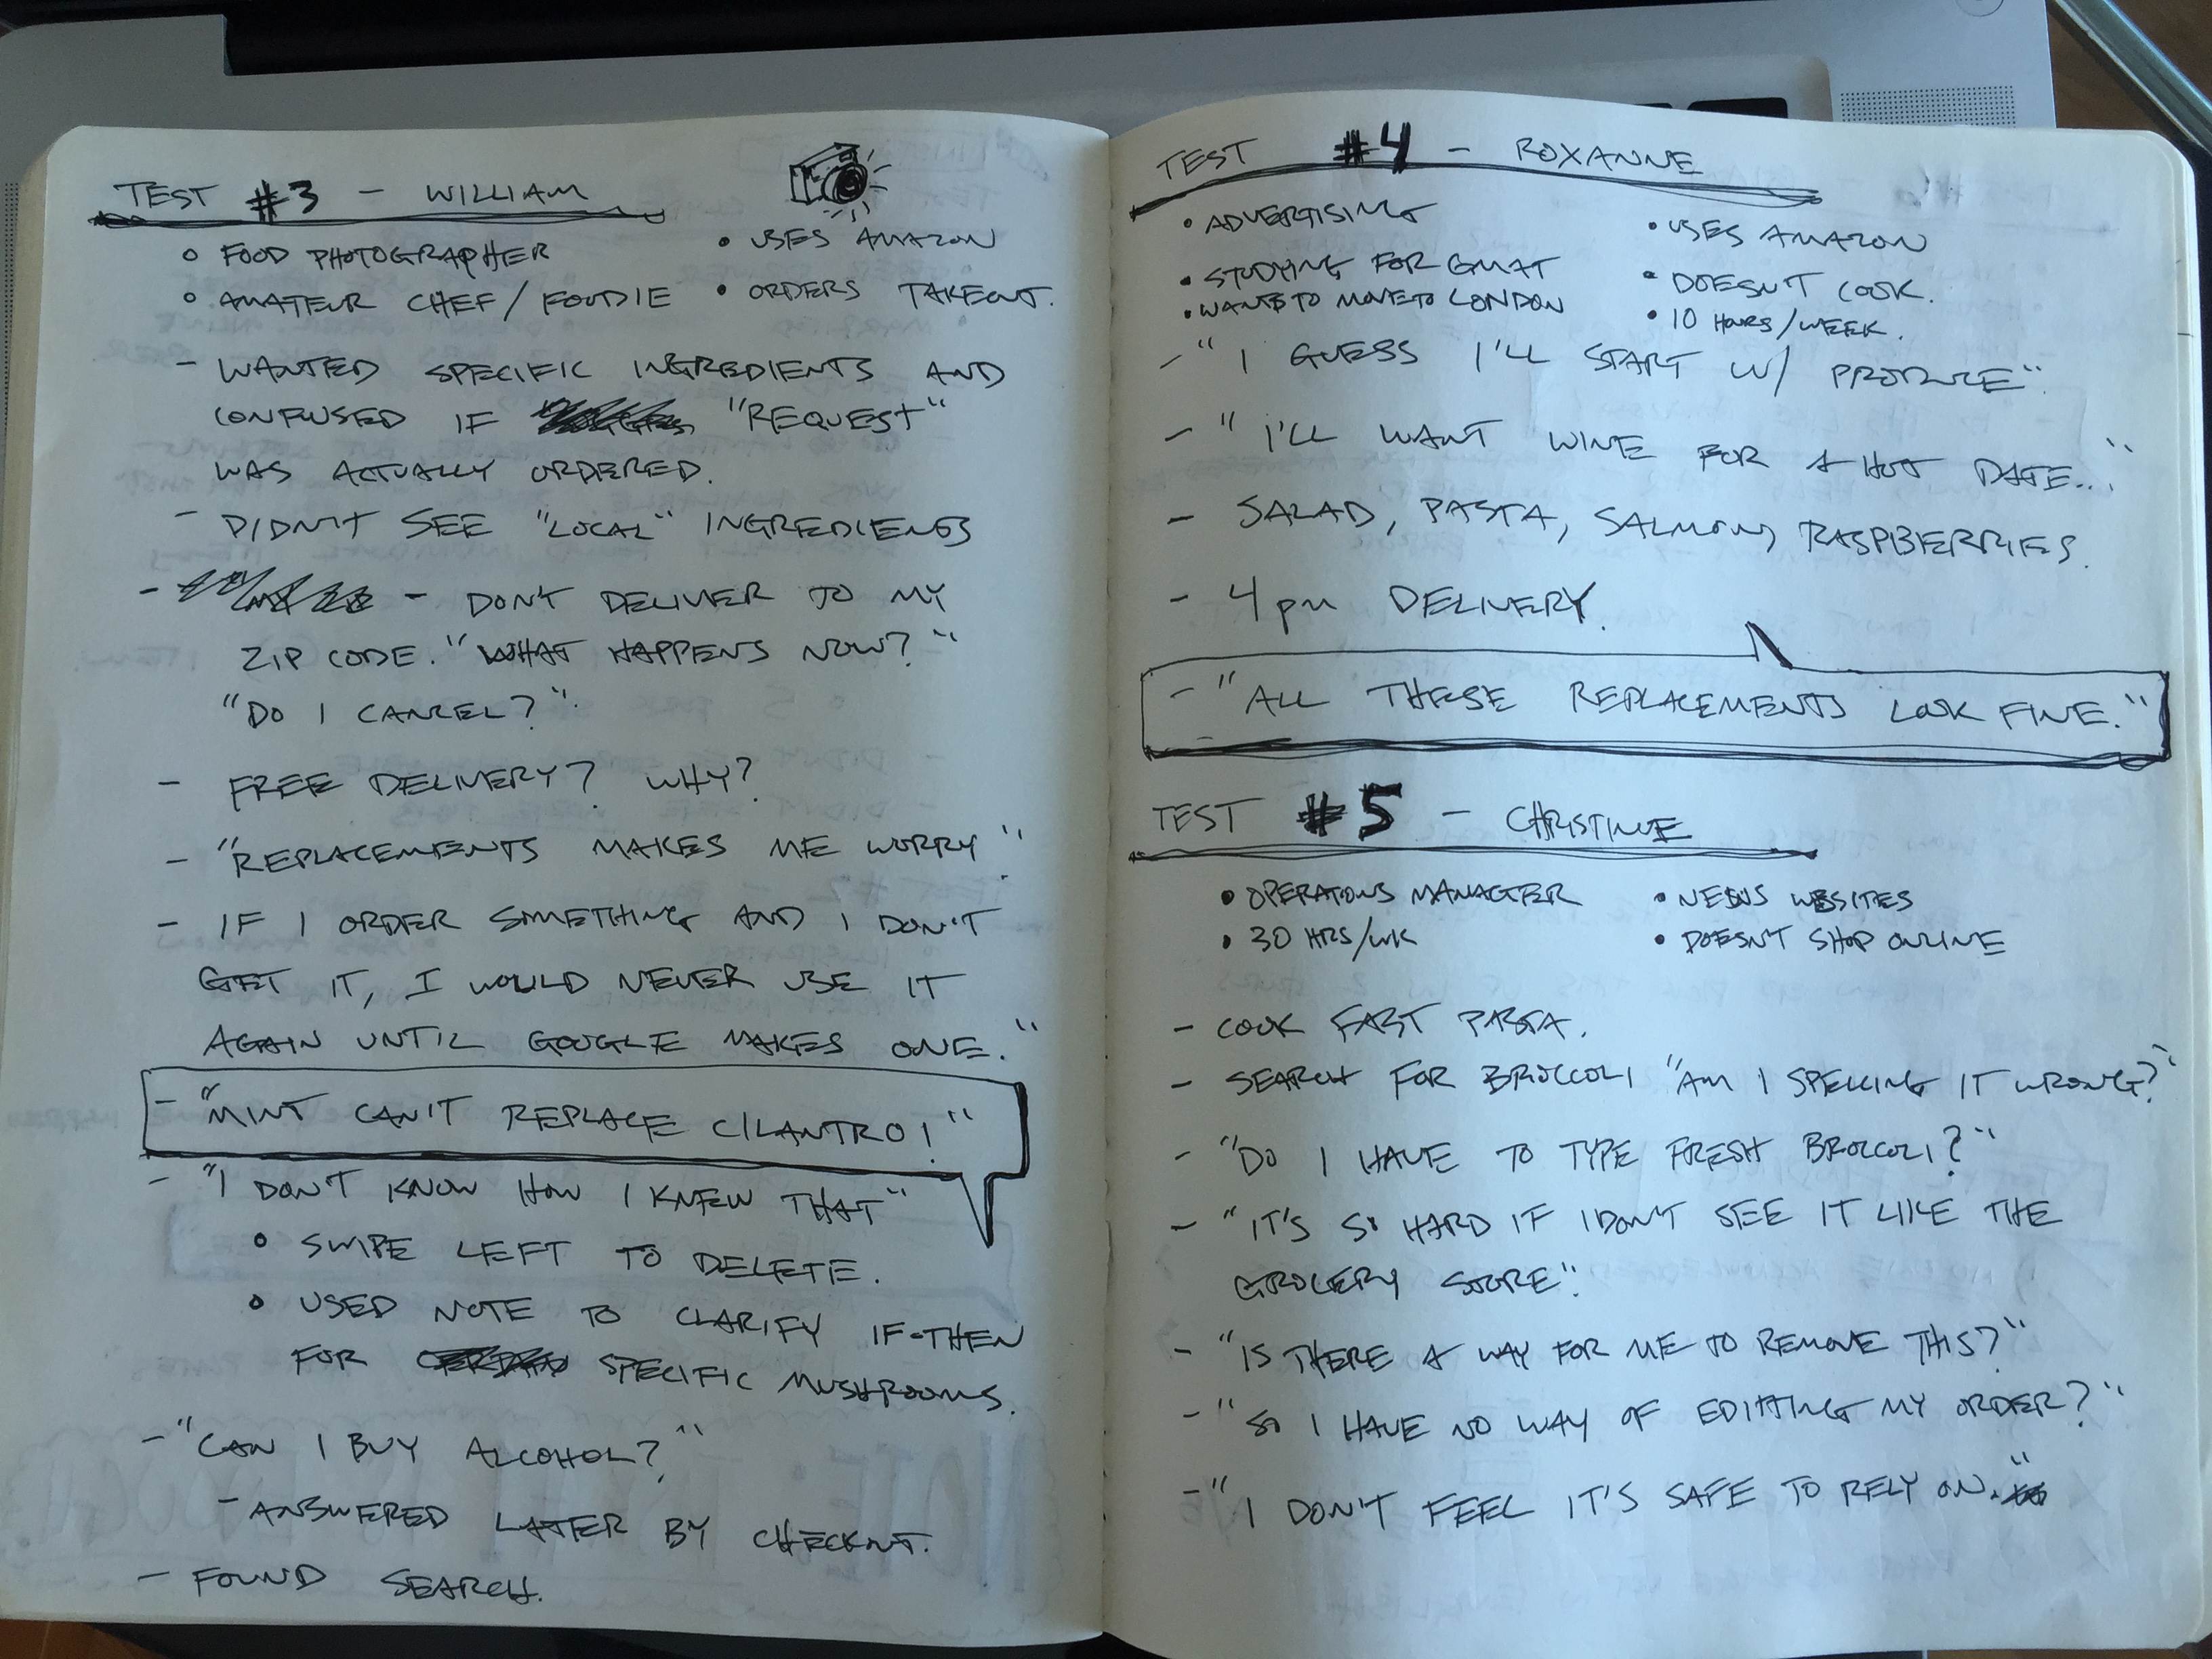 TEST #3 - WILLIAM
• FOOD PHOTOGRAPHER • USES AMAZON
• AMATEUR CHEF / FOODIE • ORDERS TAKEOUT.
- WANTED SPECIFIC INGREDIENTS AND
CONFUSED IF "REQUEST"
WAS ACTUALLY ORDERED.
- DIDN'T SEE "LOCAL" INGREDIENTS
- DON'T DELIVER TO MY
ZIP CODE. "WHAT HAPPENS NOW?"
"DO I CANCEL?"
- FREE DELIVERY? WHY?
- "REPLACEMENTS MAKES ME WORRY"
- IF I ORDER SOMETHING AND I DON'T
GET IT, I WOULD NEVER USE IT
AGAIN UNTIL GOOGLE MAKES ONE."
- "MINT CAN'T REPLACE CILANTRO!"
- "I DON'T KNOW HOW I KNEW THAT"
• SWIPE LEFT TO DELETE.
• USED NOTE TO CLARIFY IF-THEN
FOR SPECIFIC MUSHROOMS.
- "CAN I BUY ALCOHOL?"
- ANSWERED LATER BY CHECKING.
- FOUND SEARCH.
TEST #4 - ROXANNE
• ADVERTISING • USES AMAZON
• STUDYING FOR GMAT • DOESN'T COOK.
• WANTS TO MOVE TO LONDON • 10 HOURS/WEEK.
- "I GUESS I'LL START W/ PRODUCE"
- "I'LL WANT WINE FOR A HOT DATE..."
- SALAD, PASTA, SALMON, RASPBERRIES
- 4PM DELIVERY
- "ALL THESE REPLACEMENTS LOOK FINE."
TEST #5 - CHRISTINE
• OPERATIONS MANAGER • NEWS WEBSITES
• 30 HRS/WK • DOESN'T SHOP ONLINE
- COOK FAST PASTA.
- SEARCH FOR BROCCOLI "AM I SPELLING IT WRONG?"
- "DO I HAVE TO TYPE FRESH BROCCOLI?"
- "IT'S SO HARD IF I DON'T SEE IT LIKE THE
GROCERY STORE."
- "IS THERE A WAY FOR ME TO REMOVE THIS?"
- "SO I HAVE NO WAY OF EDITTING MY ORDER?"
- "I DON'T FEEL IT'S SAFE TO RELY ON."